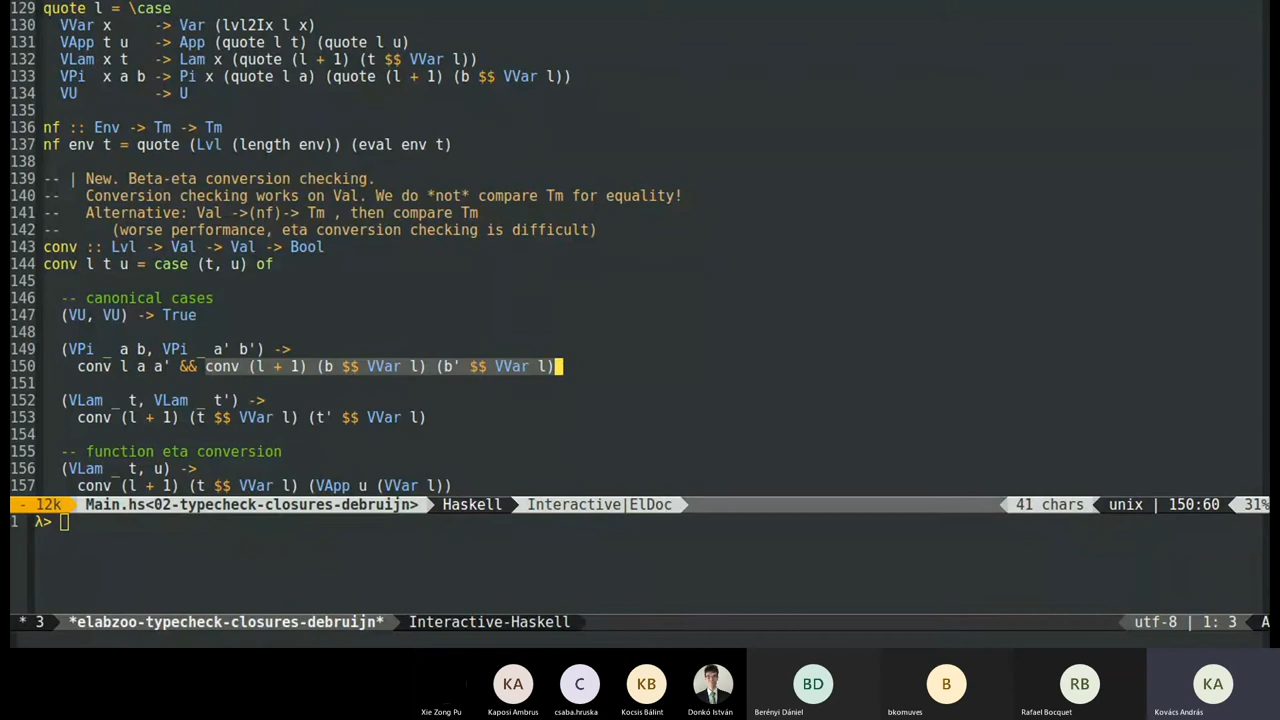 129 quote l = \case
130   VVar x     -> Var (lvl2Ix l x)
131   VApp t u   -> App (quote l t) (quote l u)
132   VLam x t   -> Lam x (quote (l + 1) (t $$ VVar l))
133   VPi  x a b -> Pi x (quote l a) (quote (l + 1) (b $$ VVar l))
134   VU         -> U
135
136 nf :: Env -> Tm -> Tm
137 nf env t = quote (Lvl (length env)) (eval env t)
138
139 -- | New. Beta-eta conversion checking.
140 --   Conversion checking works on Val. We do *not* compare Tm for equality!
141 --   Alternative: Val ->(nf)-> Tm , then compare Tm
142 --      (worse performance, eta conversion checking is difficult)
143 conv :: Lvl -> Val -> Val -> Bool
144 conv l t u = case (t, u) of
145
146   -- canonical cases
147   (VU, VU) -> True
148
149   (VPi _ a b, VPi _ a' b') ->
150     conv l a a' && conv (l + 1) (b $$ VVar l) (b' $$ VVar l)
151
152   (VLam _ t, VLam _ t') ->
153     conv (l + 1) (t $$ VVar l) (t' $$ VVar l)
154
155   -- function eta conversion
156   (VLam _ t, u) ->
157     conv (l + 1) (t $$ VVar l) (VApp u (VVar l))
- 12k Main.hs<02-typecheck-closures-debruijn> Haskell Interactive|ElDoc 41 chars unix | 150:60 31%
1 λ>
* 3 *elabzoo-typecheck-closures-debruijn* Interactive-Haskell utf-8 | 1: 3 A
KA C KB BD B RB KA
Xie Zong Pu Kaposi Ambrus csaba.hruska Kocsis Bálint Donkó István Berényi Dániel bkomuves Rafael Bocquet Kovács András